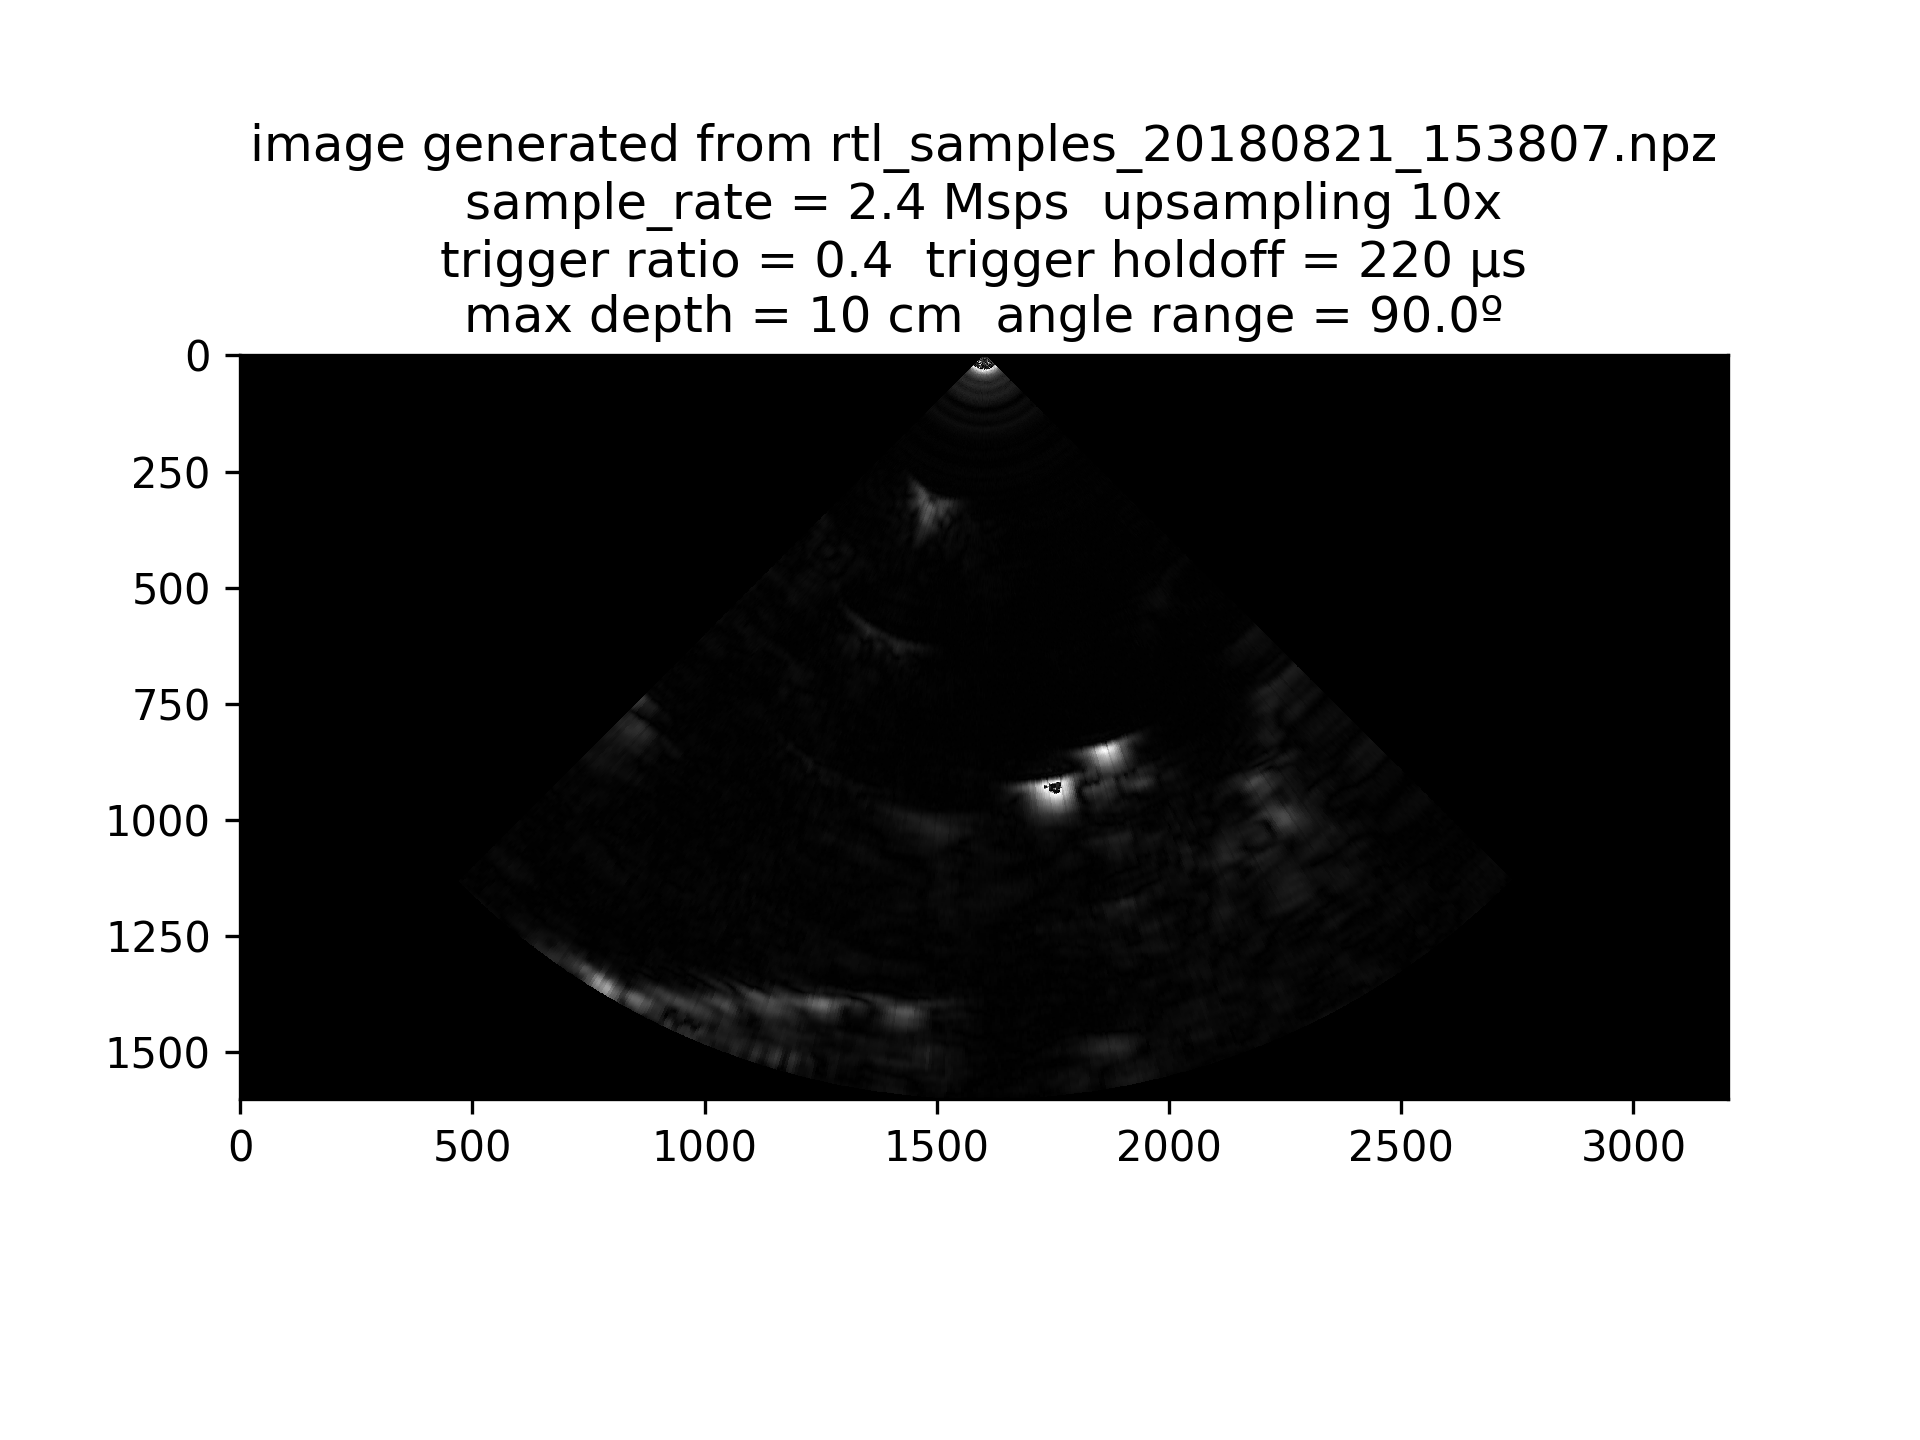 image generated from rtl_samples_20180821_153807.npz
sample_rate = 2.4 Msps  upsampling 10x
trigger ratio = 0.4  trigger holdoff = 220 µs
max depth = 10 cm  angle range = 90.0º
0
250
500
750
1000
1250
1500
0 500 1000 1500 2000 2500 3000